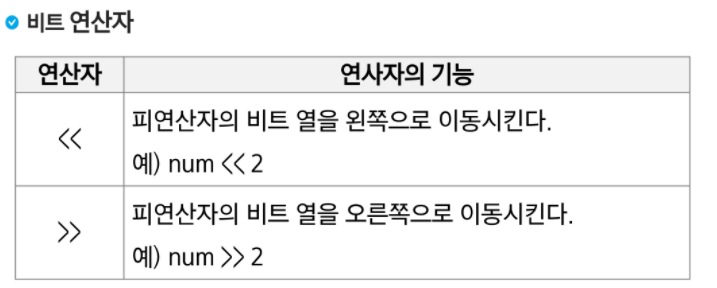 비트 연산자
연산자 연사자의 기능
<< 피연산자의 비트 열을 왼쪽으로 이동시킨다.
예) num << 2
>> 피연산자의 비트 열을 오른쪽으로 이동시킨다.
예) num >> 2